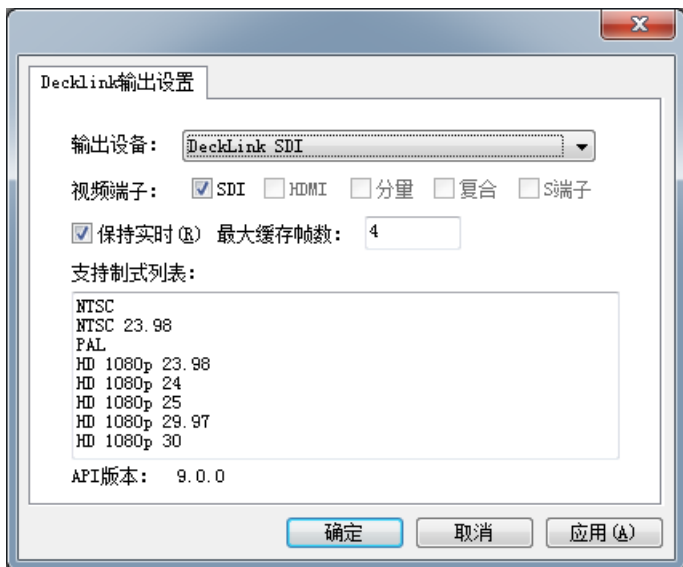 Decklink输出设置
输出设备： DeckLink SDI
视频端子： SDI HDMI 分量 复合 S端子
保持实时(R) 最大缓存帧数： 4
支持制式列表：
NTSC
NTSC 23.98
PAL
HD 1080p 23.98
HD 1080p 24
HD 1080p 25
HD 1080p 29.97
HD 1080p 30
API版本： 9.0.0
确定 取消 应用(A)